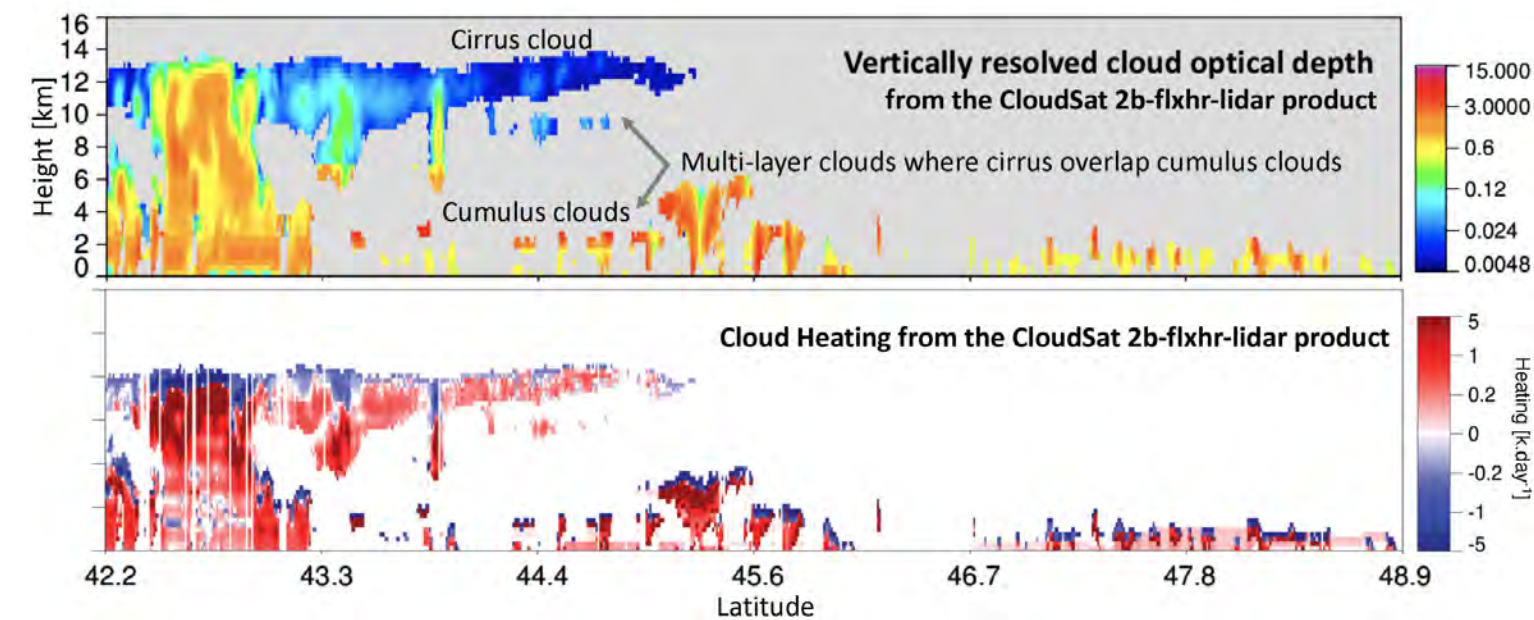 16
14
12
10
8
6
4
2
0
Height [km]
Cirrus cloud
Vertically resolved cloud optical depth
from the CloudSat 2b-flxhr-lidar product
Multi-layer clouds where cirrus overlap cumulus clouds
Cumulus clouds
15.000
3.0000
0.6
0.12
0.024
0.0048
Cloud Heating from the CloudSat 2b-flxhr-lidar product
5
1
0.2
0
-0.2
-1
-5
Heating [k.day⁻¹]
42.2 43.3 44.4 45.6 46.7 47.8 48.9
Latitude